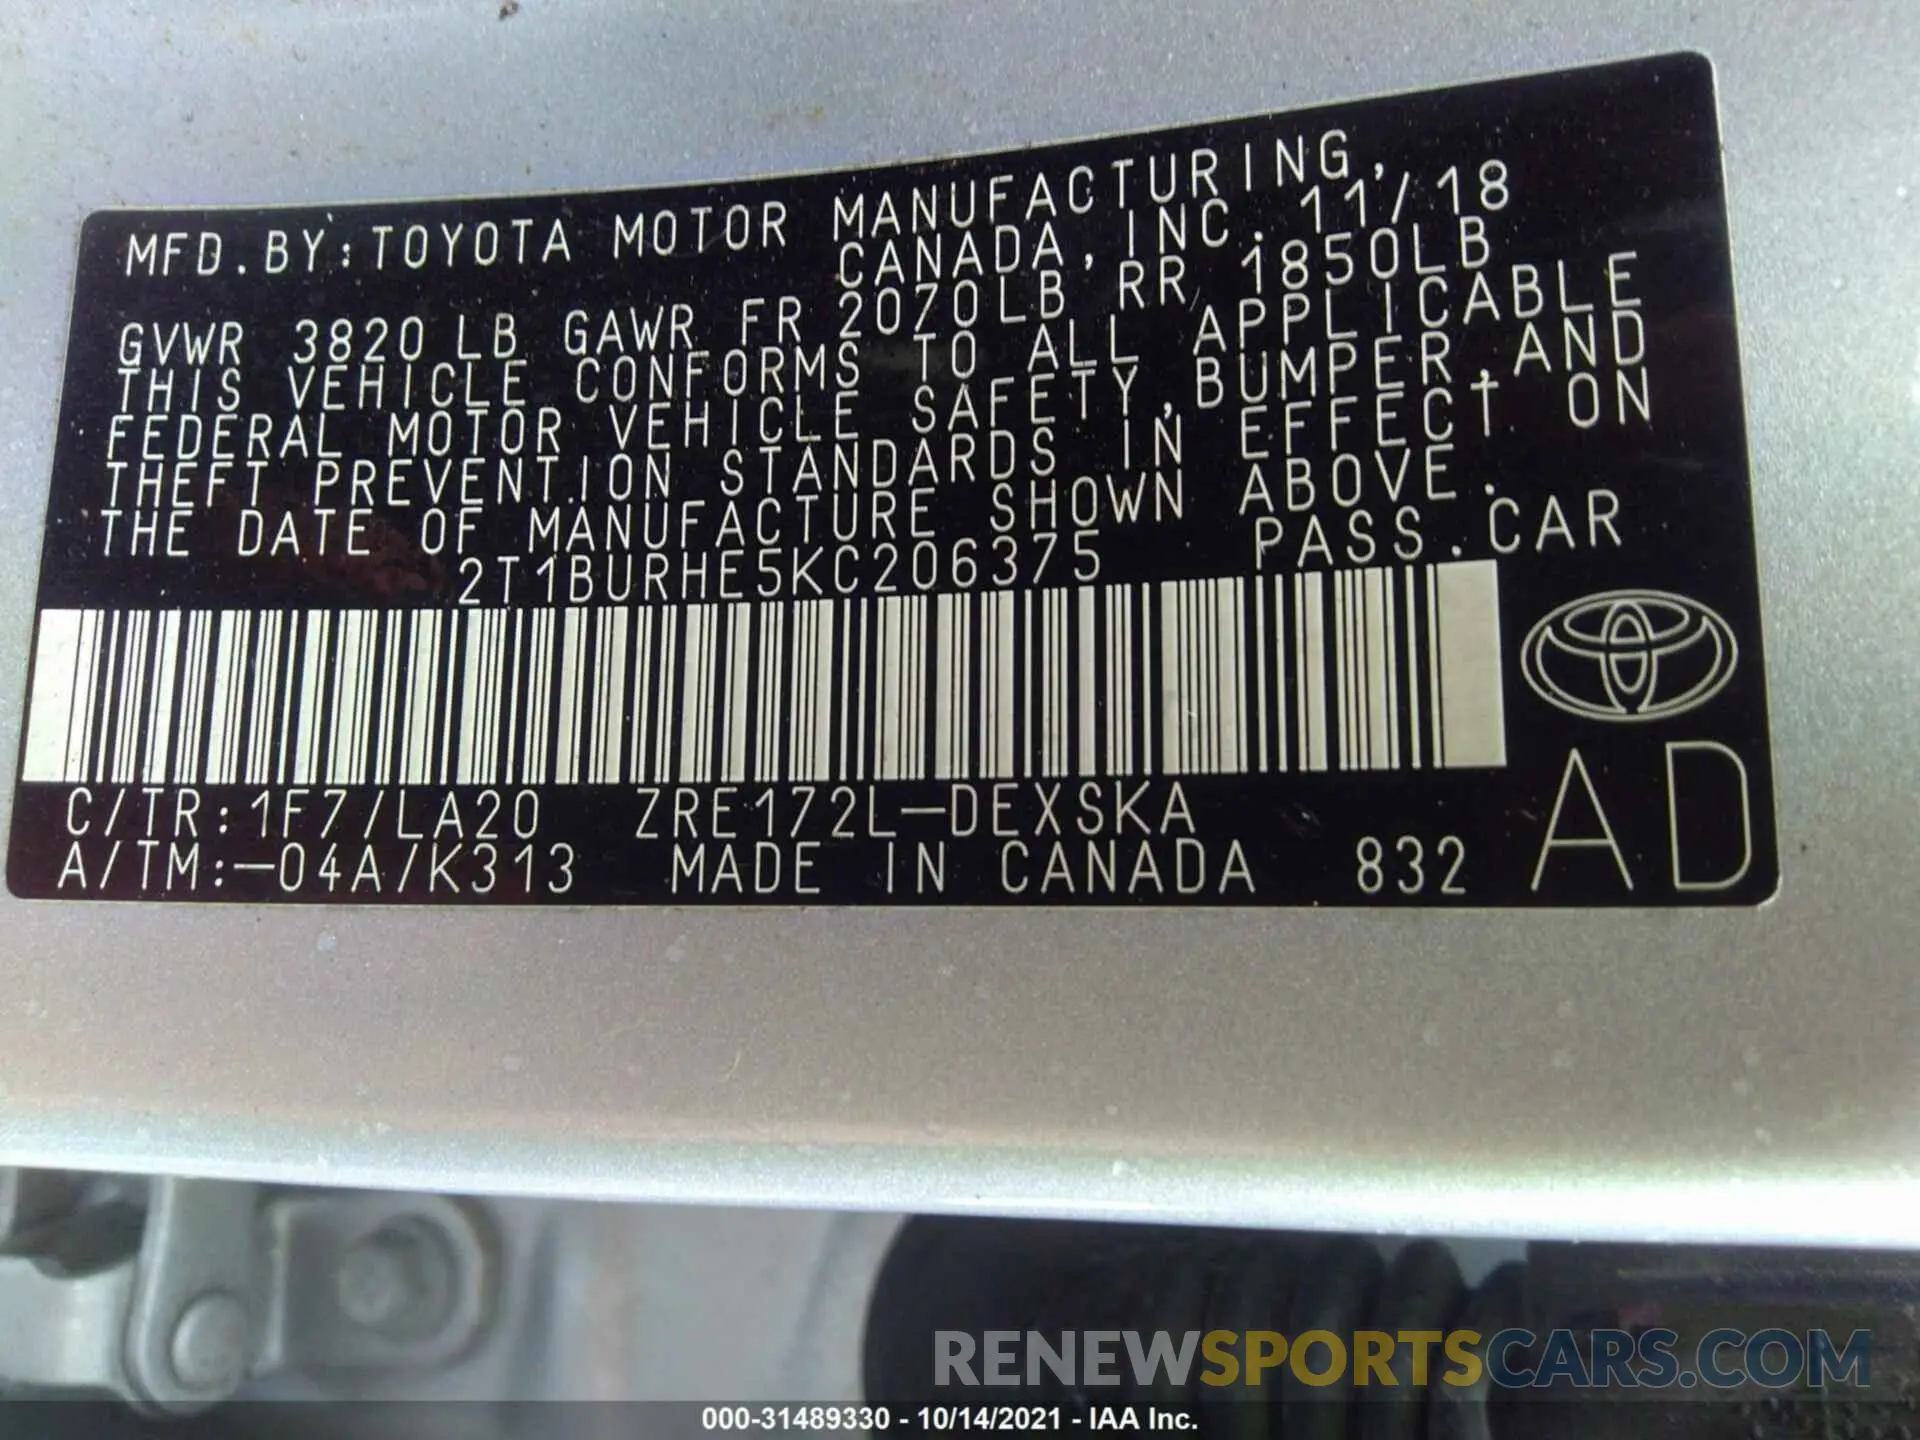 MFD.BY:TOYOTA MOTOR MANUFACTURING,
CANADA, INC. 11/18
GVWR 3820 LB GAWR FR 2070LB RR 1850LB
THIS VEHICLE CONFORMS TO ALL APPLICABLE
FEDERAL MOTOR VEHICLE SAFETY, BUMPER, AND
THEFT PREVENTION STANDARDS IN EFFECT ON
THE DATE OF MANUFACTURE SHOWN ABOVE.
2T1BURHE5KC206375 PASS.CAR
C/TR:1F7/LA20 ZRE172L-DEXSKA
A/TM:-04A/K313 MADE IN CANADA 832 AD
RENEWSPORTSCARS.COM
000-31489330 - 10/14/2021 - IAA Inc.